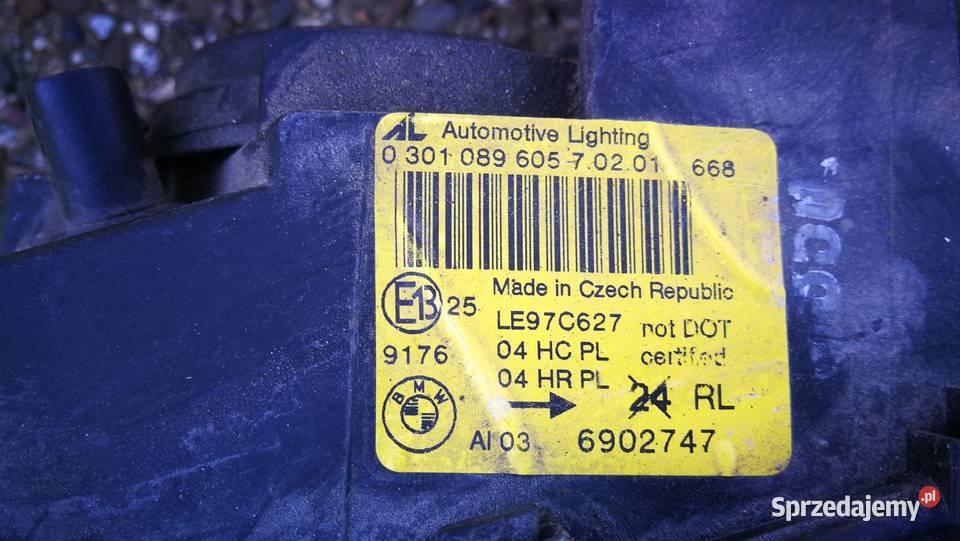 AL Automotive Lighting
0 301 089 605 7.02.01 668
Made in Czech Republic
E13 25
LE97C627 not DOT
9176 04 HC PL certified
04 HR PL
BMW 24 RL
AI 03 6902747
Sprzedajemy.pl